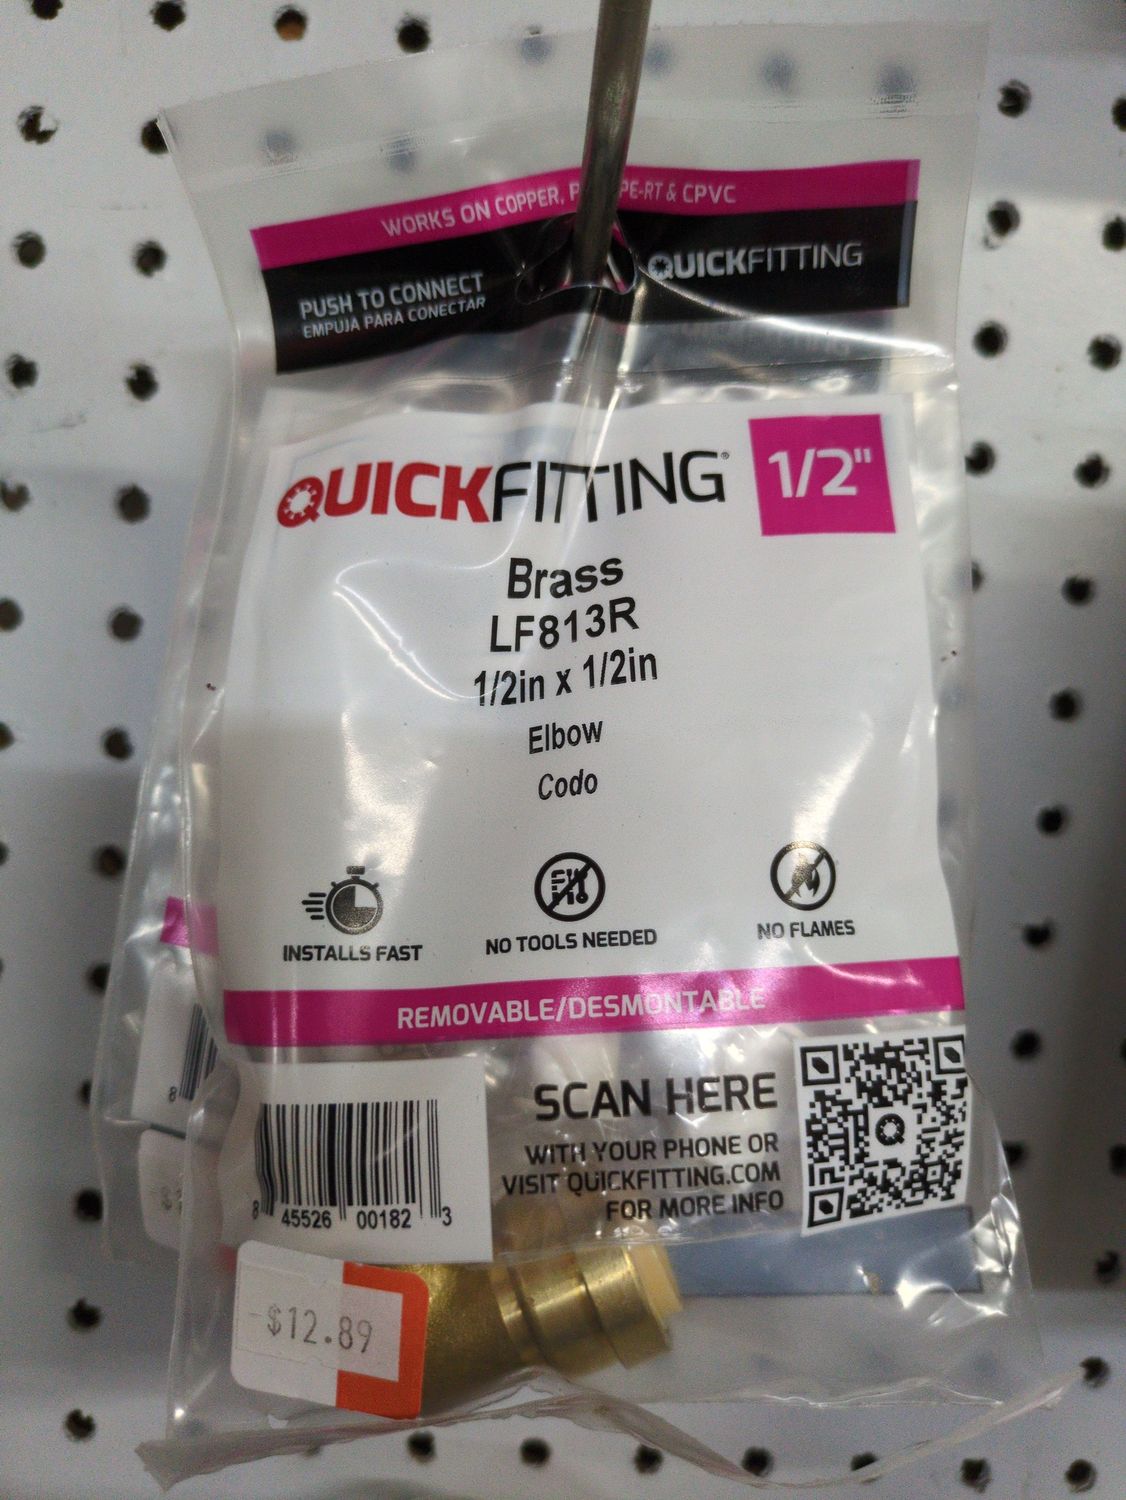 WORKS ON COPPER, PE-RT & CPVC
PUSH TO CONNECT
EMPUJA PARA CONECTAR
QUICKFITTING
QUICKFITTING®
1/2"
Brass
LF813R
1/2in x 1/2in
Elbow
Codo
INSTALLS FAST
NO TOOLS NEEDED
NO FLAMES
REMOVABLE/DESMONTABLE
SCAN HERE
WITH YOUR PHONE OR
VISIT QUICKFITTING.COM
FOR MORE INFO
8 45526 00182 3
$12.89
8